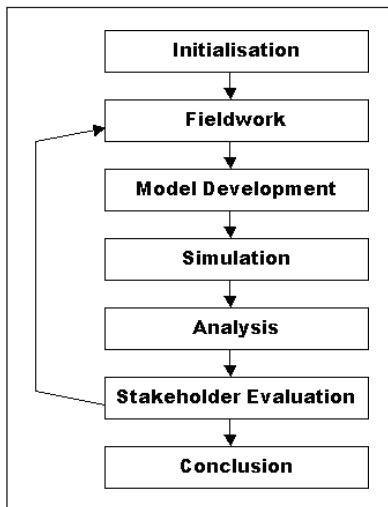 Initialisation
Fieldwork
Model Development
Simulation
Analysis
Stakeholder Evaluation
Conclusion